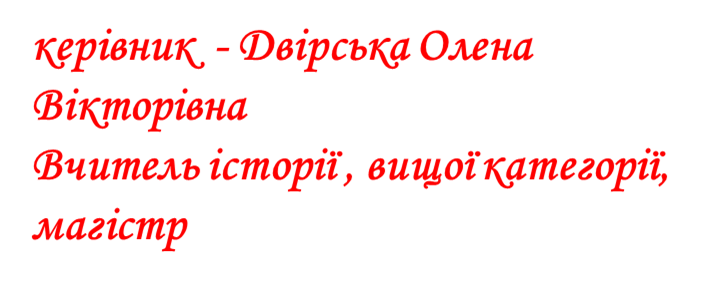 керівник - Двірська Олена
Вікторівна
Вчитель історії , вищої категорії,
магістр